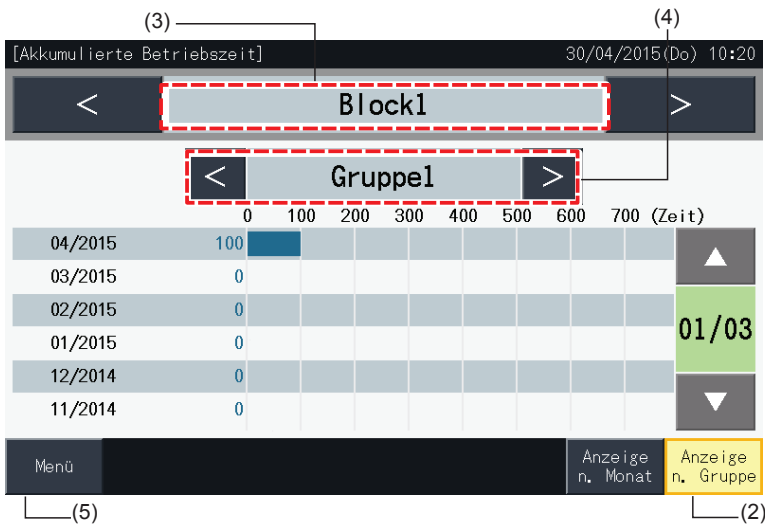 (3) (4)
[Akkumulierte Betriebszeit] 30/04/2015(Do) 10:20
< Block1 >
< Gruppe1 >
0 100 200 300 400 500 600 700 (Zeit)
04/2015 100
03/2015 0
02/2015 0
01/2015 0
12/2014 0
11/2014 0
▲
01/03
▼
Menü
Anzeige
n. Monat
Anzeige
n. Gruppe
(5) (2)